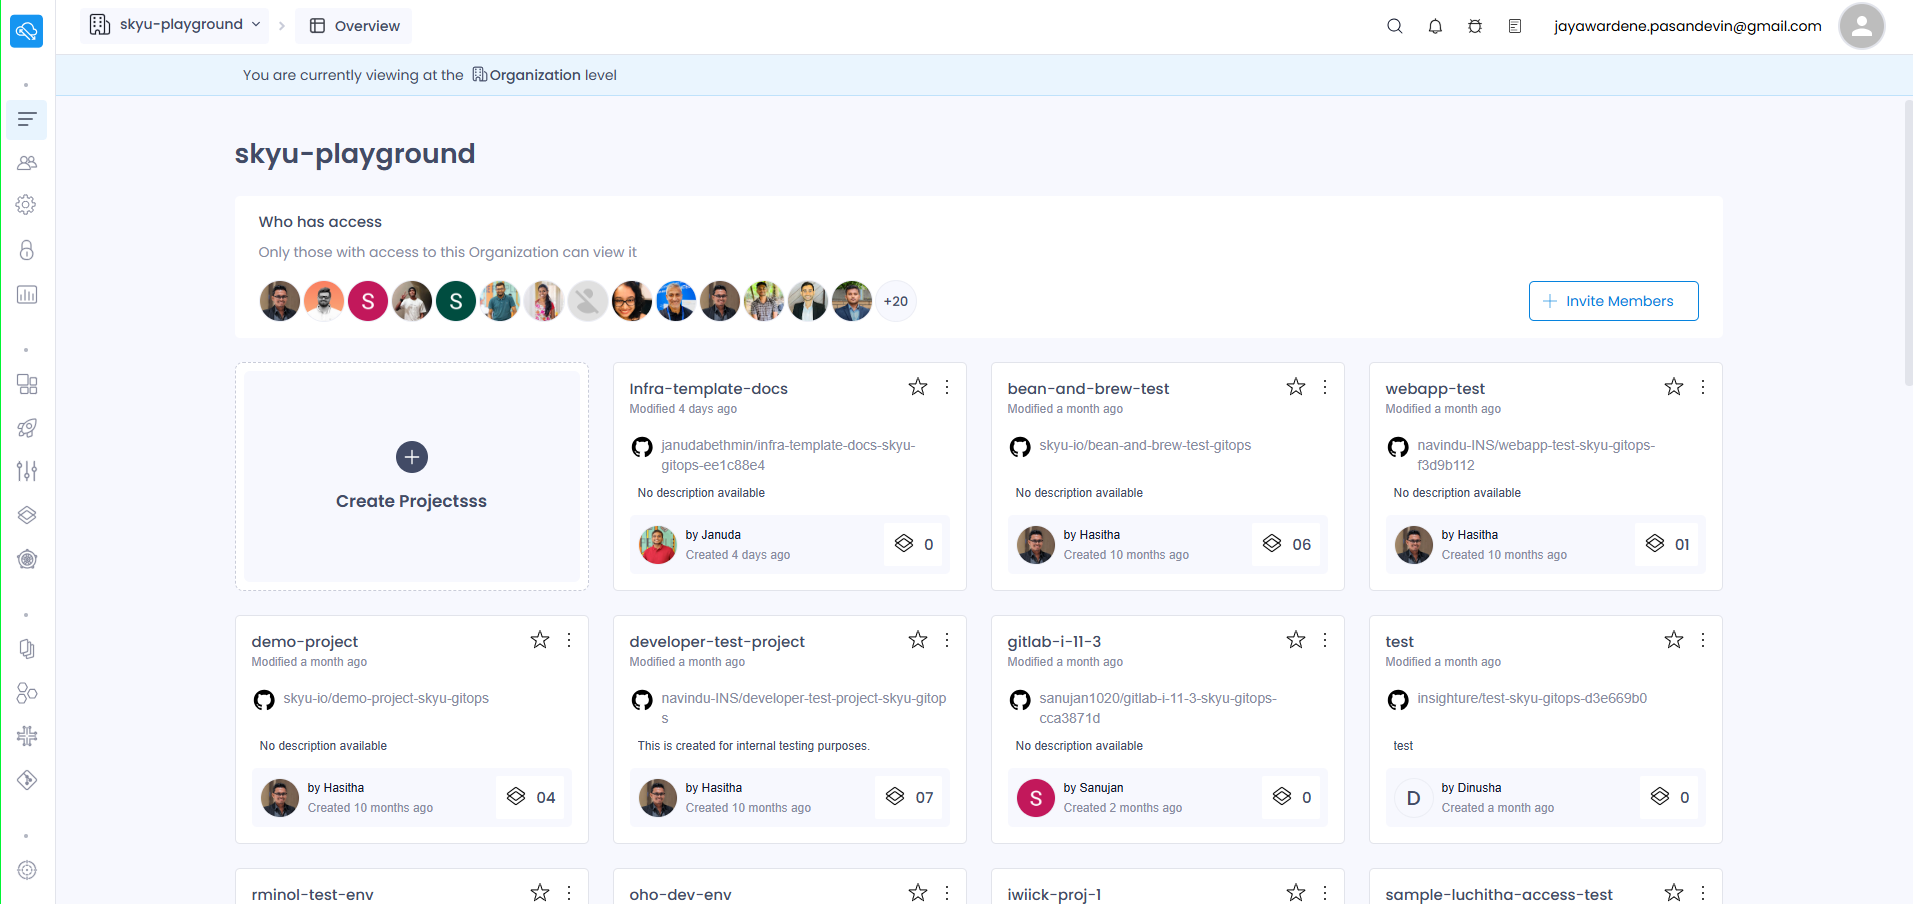 skyu-playground
Overview
jayawardene.pasandevin@gmail.com
You are currently viewing at the Organization level
skyu-playground
Who has access
Only those with access to this Organization can view it
S
S
+20
Invite Members
Create Projectsss
Infra-template-docs
Modified 4 days ago
janudabethmin/infra-template-docs-skyu-
gitops-ee1c88e4
No description available
by Januda
Created 4 days ago
0
bean-and-brew-test
Modified a month ago
skyu-io/bean-and-brew-test-gitops
No description available
by Hasitha
Created 10 months ago
06
webapp-test
Modified a month ago
navindu-INS/webapp-test-skyu-gitops-
f3d9b112
No description available
by Hasitha
Created 10 months ago
01
demo-project
Modified a month ago
skyu-io/demo-project-skyu-gitops
No description available
by Hasitha
Created 10 months ago
04
developer-test-project
Modified a month ago
navindu-INS/developer-test-project-skyu-gitop
s
This is created for internal testing purposes.
by Hasitha
Created 10 months ago
07
gitlab-i-11-3
Modified a month ago
sanujan1020/gitlab-i-11-3-skyu-gitops-
cca3871d
No description available
S
by Sanujan
Created 2 months ago
0
test
Modified a month ago
insighture/test-skyu-gitops-d3e669b0
test
D
by Dinusha
Created a month ago
0
rminol-test-env
oho-dev-env
iwiick-proj-1
sample-luchitha-access-test